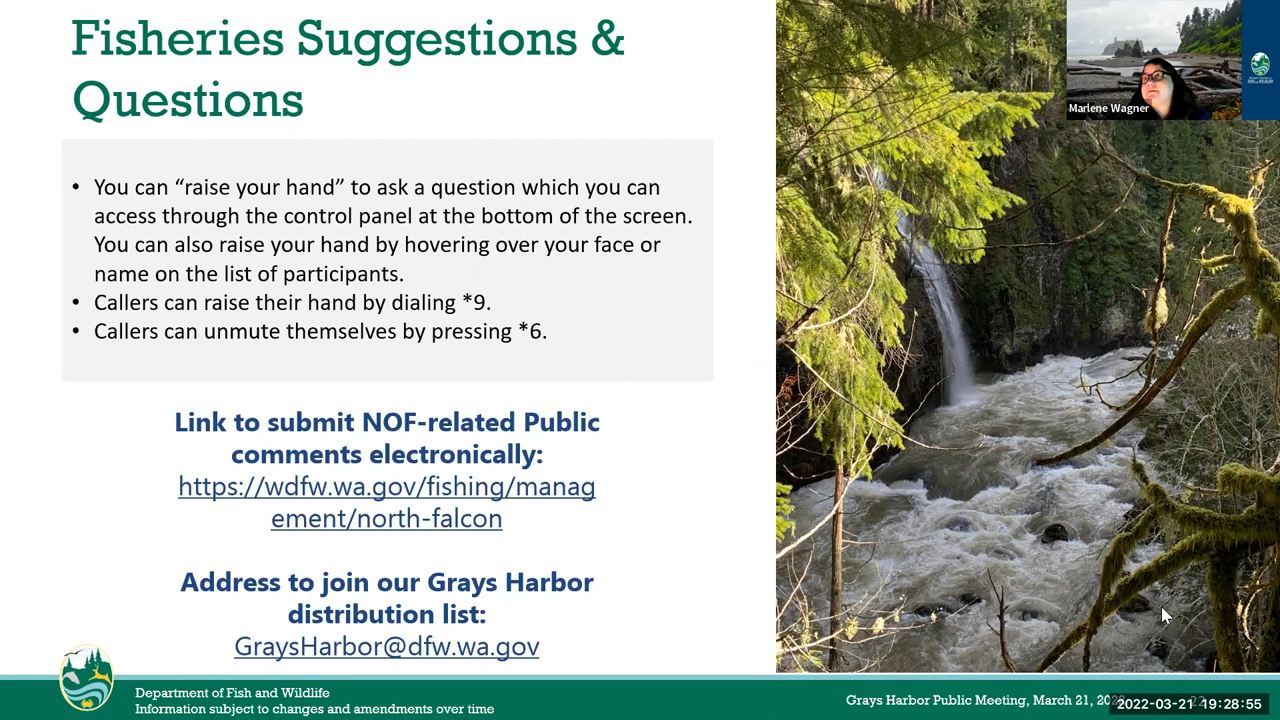 Fisheries Suggestions &
Questions
Marlene Wagner
• You can “raise your hand” to ask a question which you can
access through the control panel at the bottom of the screen.
You can also raise your hand by hovering over your face or
name on the list of participants.
• Callers can raise their hand by dialing *9.
• Callers can unmute themselves by pressing *6.
Link to submit NOF-related Public
comments electronically:
https://wdfw.wa.gov/fishing/manag
ement/north-falcon
Address to join our Grays Harbor
distribution list:
GraysHarbor@dfw.wa.gov
Department of Fish and Wildlife
Information subject to changes and amendments over time
Grays Harbor Public Meeting, March 21, 2022
2022-03-21 19:28:55